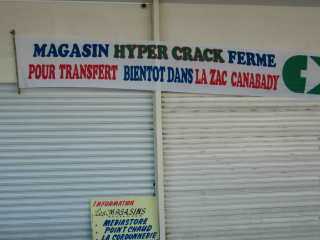 MAGASIN HYPER CRACK FERME
POUR TRANSFERT BIENTOT DANS LA ZAC CANABADY
INFORMATION
Les MAGASINS
MEDIASTORE
POINT CHAUD
LA CORDONNERIE